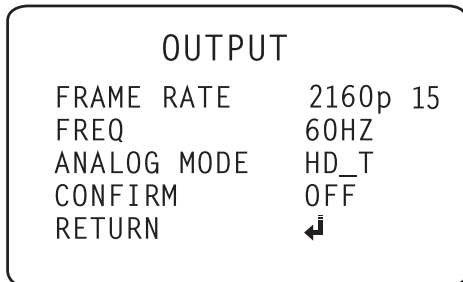 OUTPUT
FRAME RATE 2160p 15
FREQ 60HZ
ANALOG MODE HD_T
CONFIRM OFF
RETURN ↲